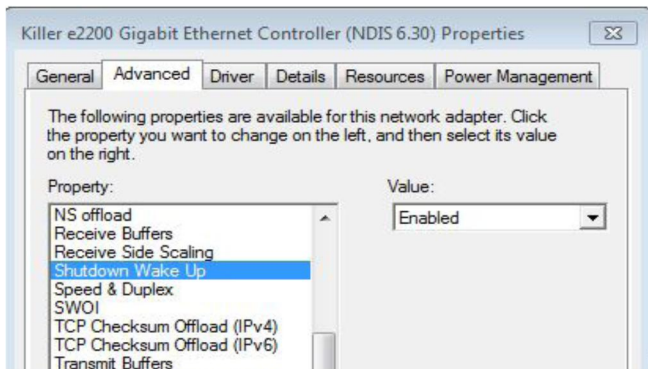 Killer e2200 Gigabit Ethernet Controller (NDIS 6.30) Properties
General Advanced Driver Details Resources Power Management
The following properties are available for this network adapter. Click
the property you want to change on the left, and then select its value
on the right.
Property: Value:
NS offload Enabled
Receive Buffers
Receive Side Scaling
Shutdown Wake Up
Speed & Duplex
SWOI
TCP Checksum Offload (IPv4)
TCP Checksum Offload (IPv6)
Transmit Buffers